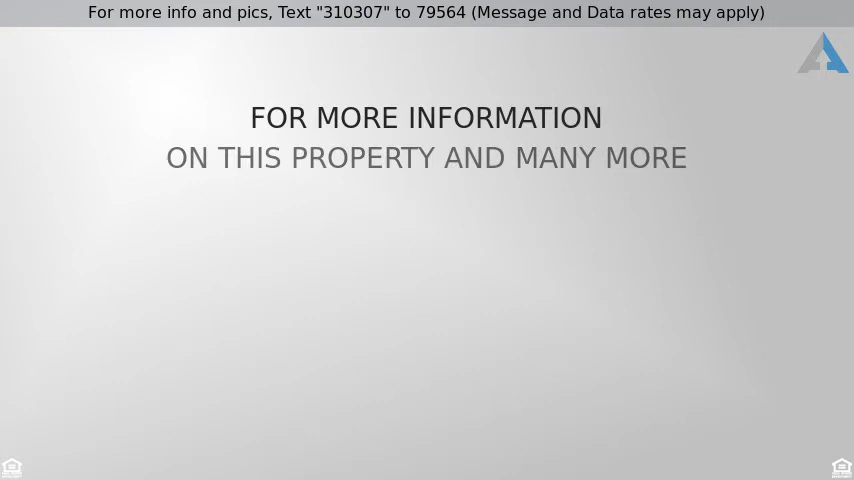 For more info and pics, Text "310307" to 79564 (Message and Data rates may apply)
FOR MORE INFORMATION
ON THIS PROPERTY AND MANY MORE